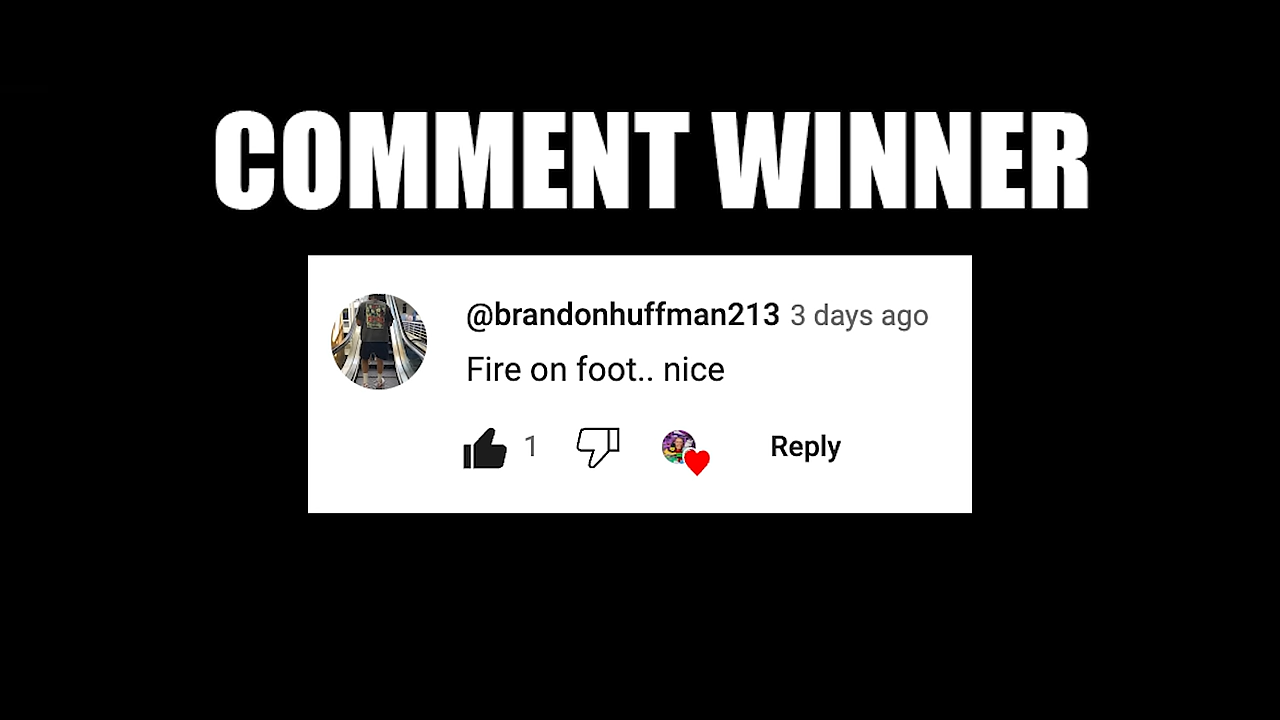 COMMENT WINNER
@brandonhuffman213 3 days ago
Fire on foot.. nice
1 Reply